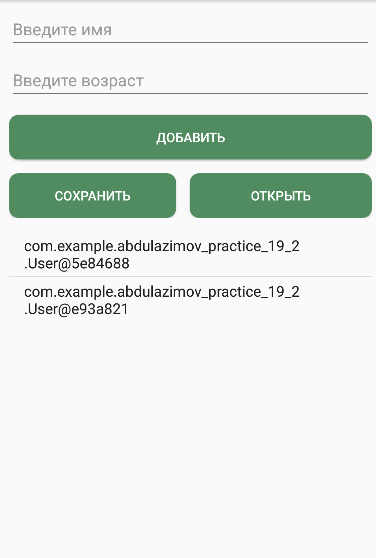 Введите имя
Введите возраст
ДОБАВИТЬ
СОХРАНИТЬ ОТКРЫТЬ
com.example.abdulazimov_practice_19_2
.User@5e84688
com.example.abdulazimov_practice_19_2
.User@e93a821